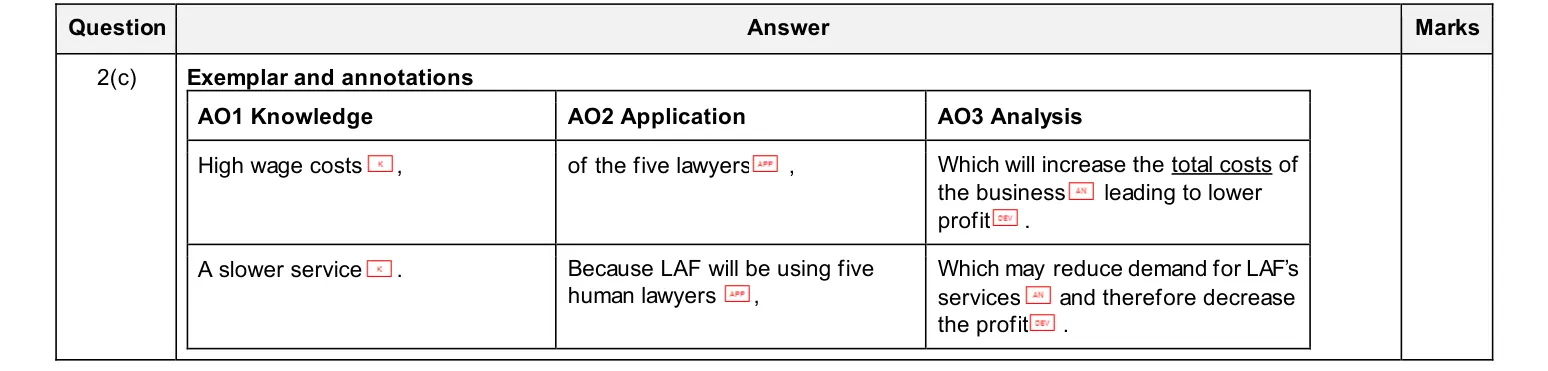 Question Answer Marks
2(c) Exemplar and annotations
AO1 Knowledge AO2 Application AO3 Analysis
High wage costs K , of the five lawyers APP , Which will increase the total costs of
the business AN leading to lower
profit DEV .
A slower service K . Because LAF will be using five Which may reduce demand for LAF’s
human lawyers APP , services AN and therefore decrease
the profit DEV .